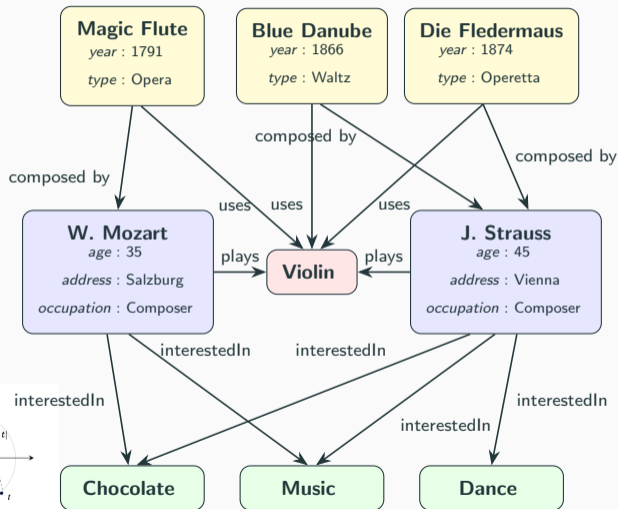 Magic Flute
year : 1791
type : Opera
Blue Danube
year : 1866
type : Waltz
Die Fledermaus
year : 1874
type : Operetta
composed by
composed by
composed by
uses
uses
uses
W. Mozart
age : 35
address : Salzburg
occupation : Composer
plays
Violin
plays
J. Strauss
age : 45
address : Vienna
occupation : Composer
interestedIn
interestedIn
interestedIn
interestedIn
interestedIn
t|
t
Chocolate
Music
Dance